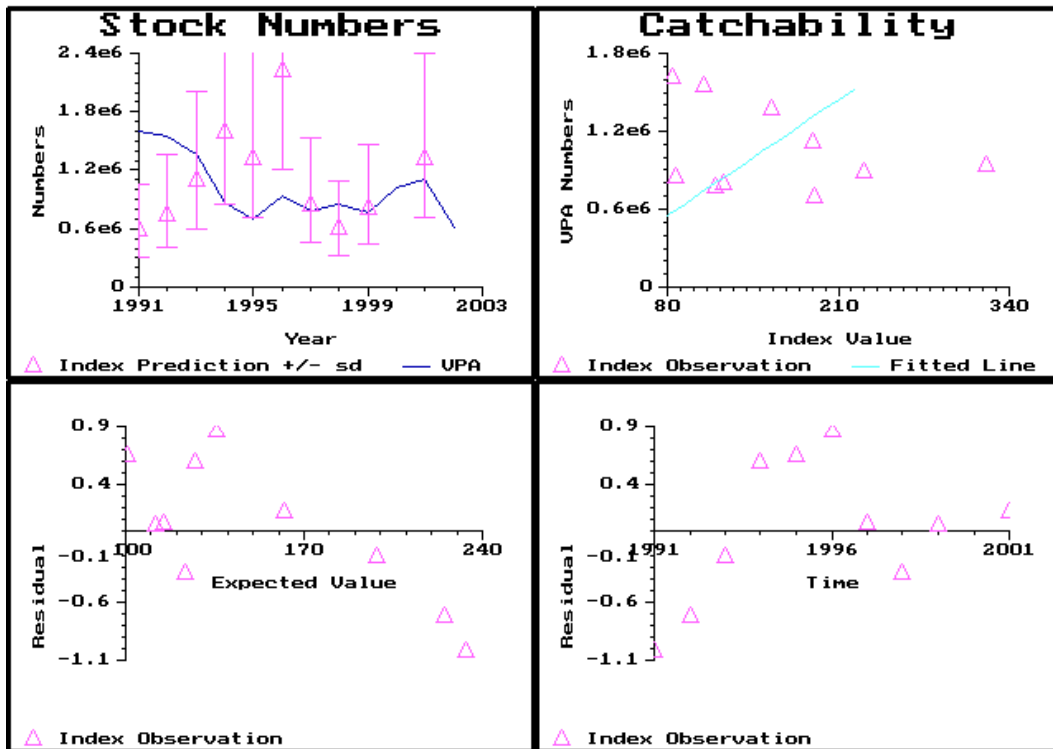 Stock Numbers
2.4e6
1.8e6
1.2e6
0.6e6
0
Numbers
1991 1995 1999 2003
Year
Index Prediction +/- sd VPA
Catchability
1.8e6
1.2e6
0.6e6
0
VPA Numbers
80 210 340
Index Value
Index Observation Fitted Line
0.9
0.4
-0.1
-0.6
-1.1
Residual
100 170 240
Expected Value
Index Observation
0.9
0.4
-0.1
-0.6
-1.1
Residual
1991 1996 2001
Time
Index Observation